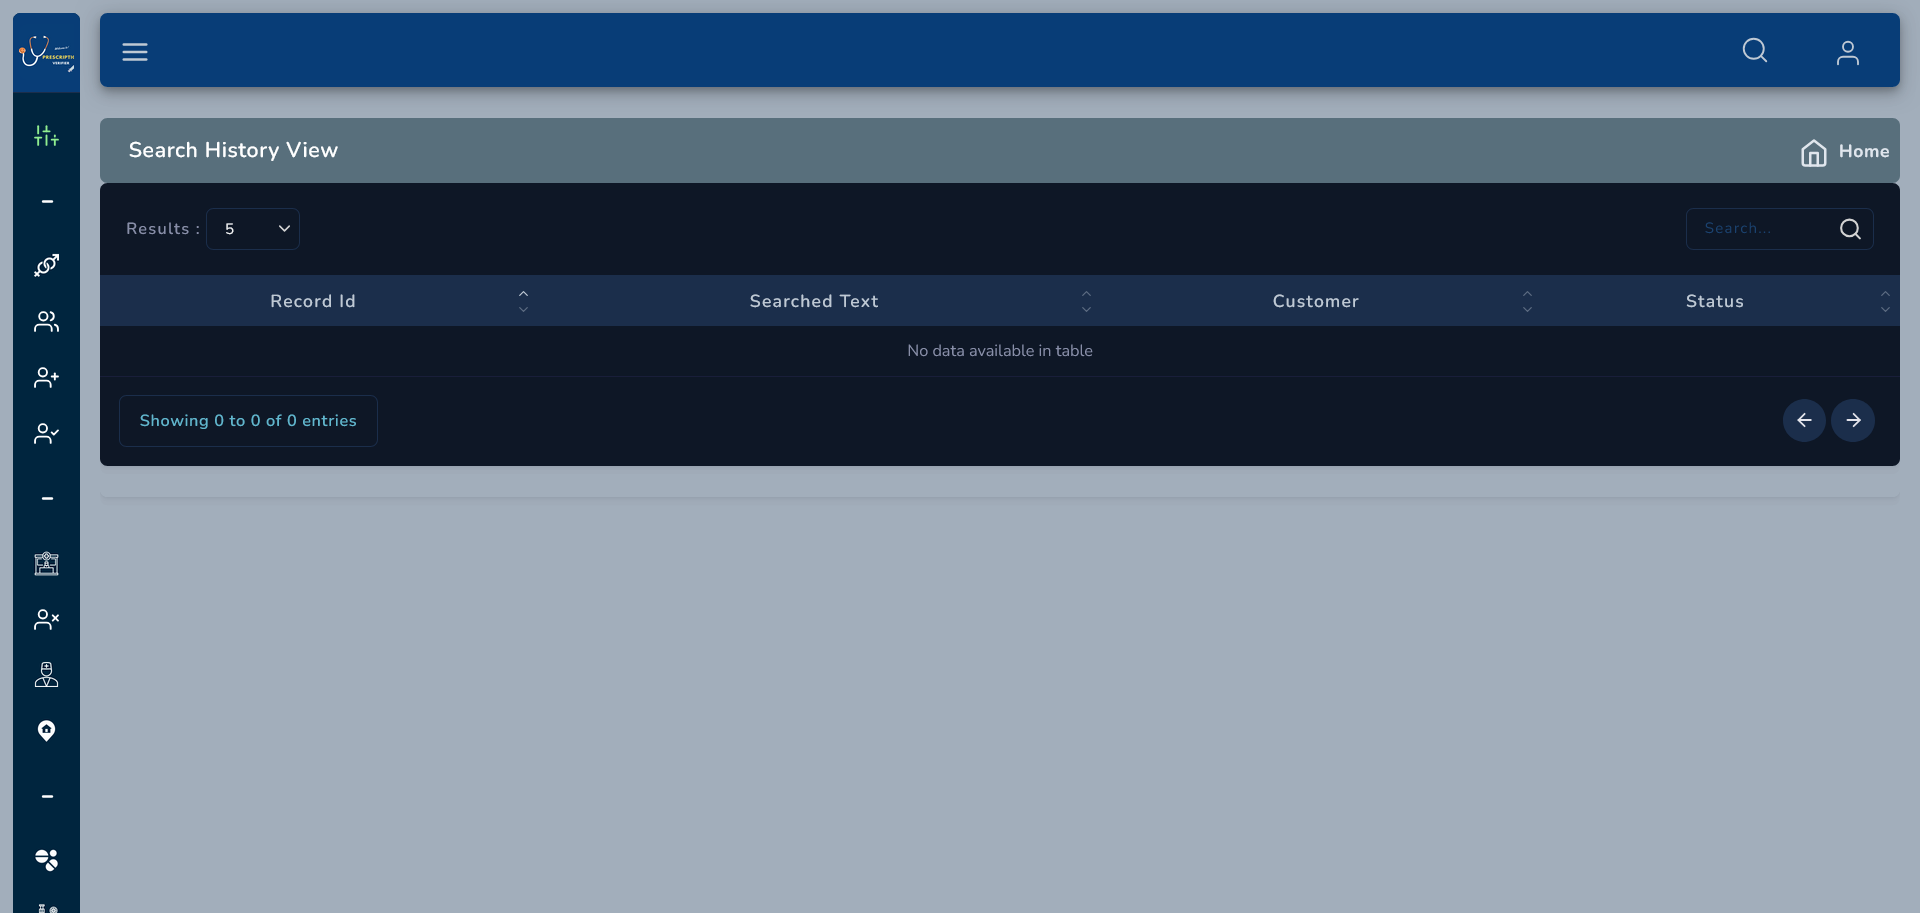 VERIFIER
Search History View
Home
Results :
5
Search...
Record Id
Searched Text
Customer
Status
No data available in table
Showing 0 to 0 of 0 entries